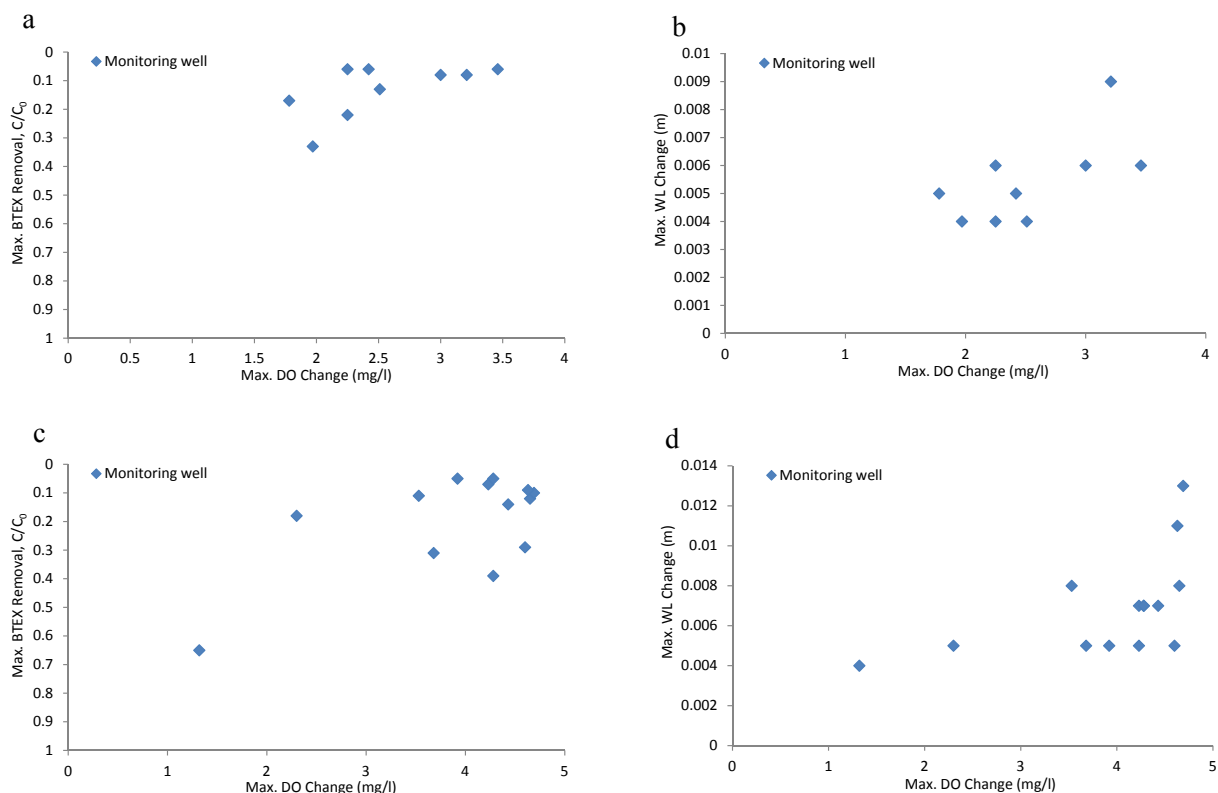 a
0
0.1
0.2
0.3
0.4
0.5
0.6
0.7
0.8
0.9
1
Max. BTEX Removal, C/C₀
Monitoring well
0 0.5 1 1.5 2 2.5 3 3.5 4
Max. DO Change (mg/l)
b
0.01
0.009
0.008
0.007
0.006
0.005
0.004
0.003
0.002
0.001
0
Max. WL Change (m)
Monitoring well
0 1 2 3 4
Max. DO Change (mg/l)
c
0
0.1
0.2
0.3
0.4
0.5
0.6
0.7
0.8
0.9
1
Max. BTEX Removal, C/C₀
Monitoring well
0 1 2 3 4 5
Max. DO Change (mg/l)
d
0.014
0.012
0.01
0.008
0.006
0.004
0.002
0
Max. WL Change (m)
Monitoring well
0 1 2 3 4 5
Max. DO Change (mg/l)